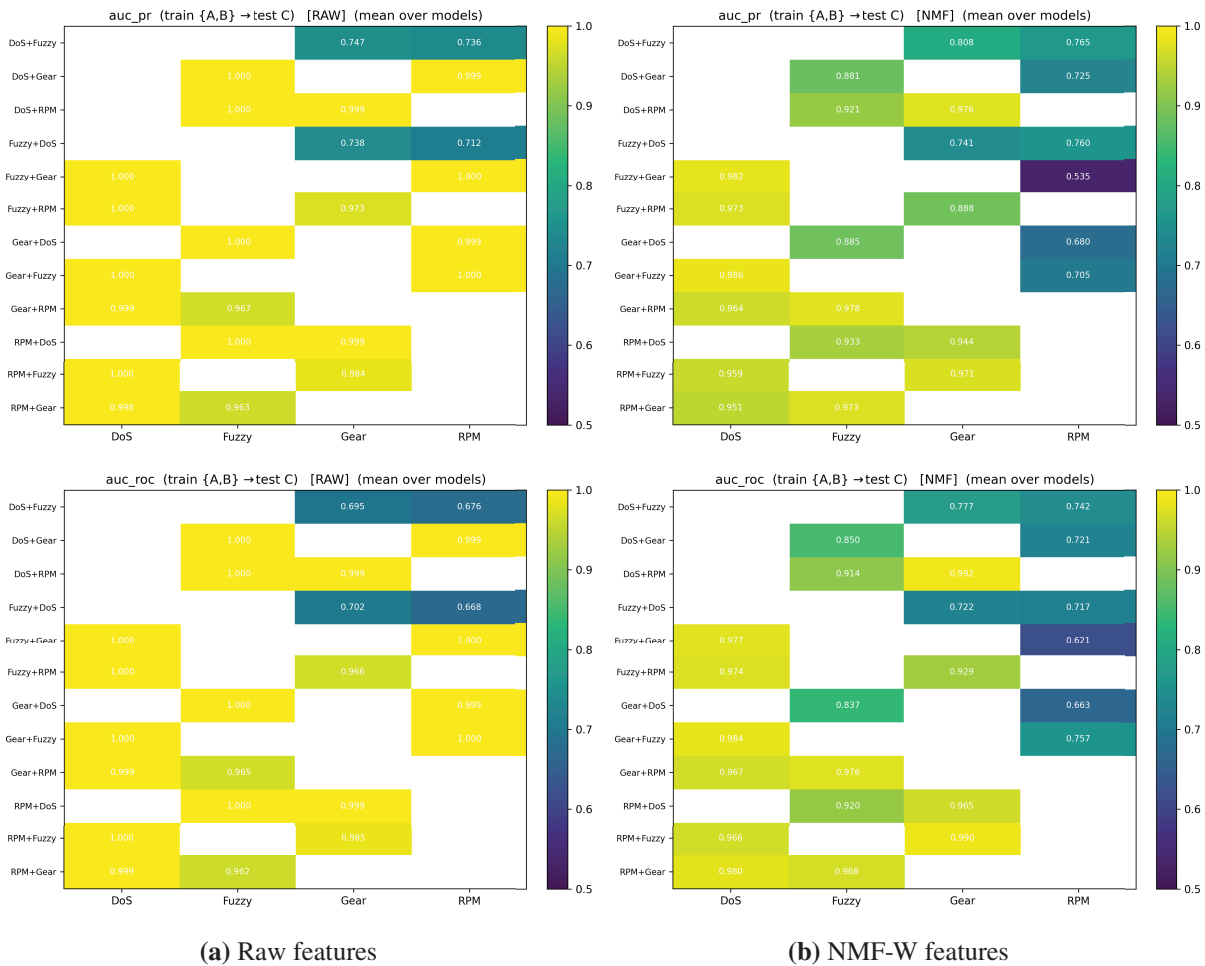 auc_pr (train {A,B} → test C) [RAW] (mean over models)
DoS+Fuzzy 0.747 0.736
DoS+Gear 1.000 0.999
DoS+RPM 1.000 0.999
Fuzzy+DoS 0.738 0.712
Fuzzy+Gear 1.000 1.000
Fuzzy+RPM 1.000 0.973
Gear+DoS 1.000 0.999
Gear+Fuzzy 1.000 1.000
Gear+RPM 0.999 0.967
RPM+DoS 1.000 0.999
RPM+Fuzzy 1.000 0.984
RPM+Gear 0.998 0.963
DoS Fuzzy Gear RPM
1.0
0.9
0.8
0.7
0.6
0.5
auc_pr (train {A,B} → test C) [NMF] (mean over models)
DoS+Fuzzy 0.808 0.765
DoS+Gear 0.881 0.725
DoS+RPM 0.921 0.976
Fuzzy+DoS 0.741 0.760
Fuzzy+Gear 0.982 0.535
Fuzzy+RPM 0.973 0.888
Gear+DoS 0.885 0.680
Gear+Fuzzy 0.986 0.705
Gear+RPM 0.964 0.978
RPM+DoS 0.933 0.944
RPM+Fuzzy 0.959 0.971
RPM+Gear 0.951 0.973
DoS Fuzzy Gear RPM
1.0
0.9
0.8
0.7
0.6
0.5
auc_roc (train {A,B} → test C) [RAW] (mean over models)
DoS+Fuzzy 0.695 0.676
DoS+Gear 1.000 0.999
DoS+RPM 1.000 0.999
Fuzzy+DoS 0.702 0.668
Fuzzy+Gear 1.000 1.000
Fuzzy+RPM 1.000 0.966
Gear+DoS 1.000 0.999
Gear+Fuzzy 1.000 1.000
Gear+RPM 0.999 0.965
RPM+DoS 1.000 0.999
RPM+Fuzzy 1.000 0.985
RPM+Gear 0.999 0.962
DoS Fuzzy Gear RPM
1.0
0.9
0.8
0.7
0.6
0.5
auc_roc (train {A,B} → test C) [NMF] (mean over models)
DoS+Fuzzy 0.777 0.742
DoS+Gear 0.850 0.721
DoS+RPM 0.914 0.992
Fuzzy+DoS 0.722 0.717
Fuzzy+Gear 0.977 0.621
Fuzzy+RPM 0.974 0.929
Gear+DoS 0.837 0.663
Gear+Fuzzy 0.984 0.757
Gear+RPM 0.967 0.976
RPM+DoS 0.920 0.965
RPM+Fuzzy 0.966 0.990
RPM+Gear 0.980 0.968
DoS Fuzzy Gear RPM
1.0
0.9
0.8
0.7
0.6
0.5
(a) Raw features
(b) NMF-W features